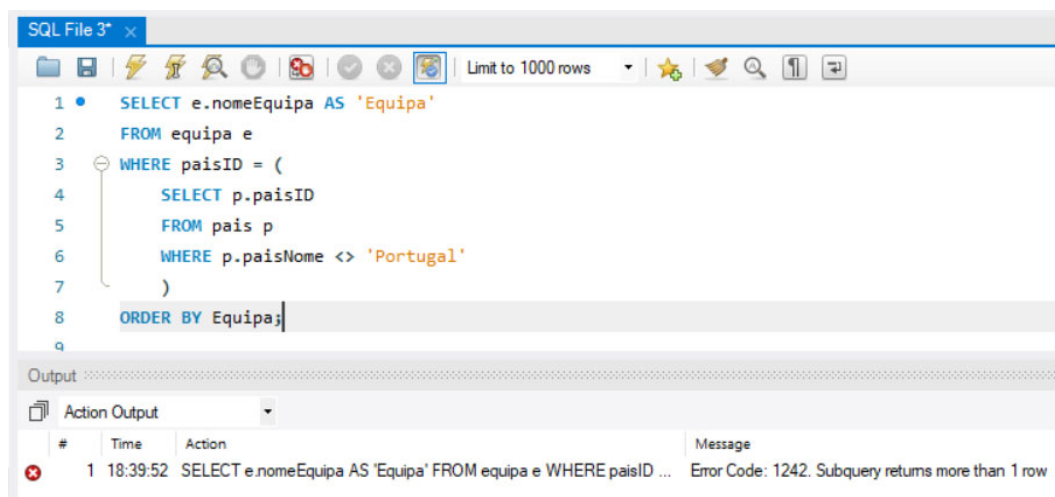 SQL File 3* ×
Limit to 1000 rows
1 SELECT e.nomeEquipa AS 'Equipa'
2 FROM equipa e
3 WHERE paisID = (
4 SELECT p.paisID
5 FROM pais p
6 WHERE p.paisNome <> 'Portugal'
7 )
8 ORDER BY Equipa;
9
Output
Action Output
# Time Action Message
1 18:39:52 SELECT e.nomeEquipa AS 'Equipa' FROM equipa e WHERE paisID ... Error Code: 1242. Subquery returns more than 1 row